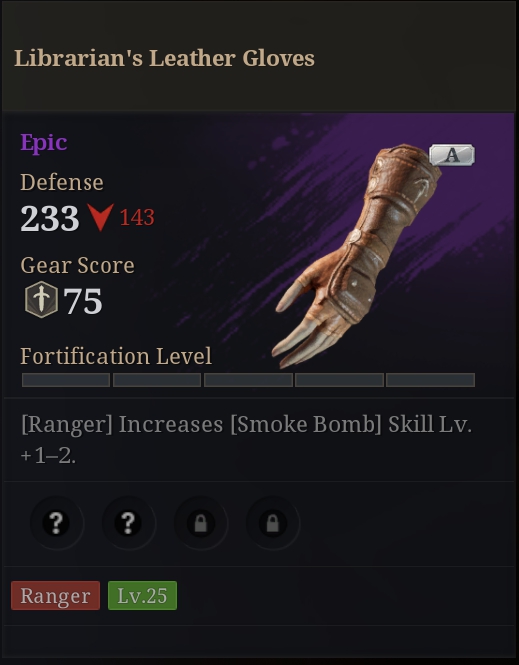 Librarian's Leather Gloves
Epic
A
Defense
233 143
Gear Score
75
Fortification Level
[Ranger] Increases [Smoke Bomb] Skill Lv.
+1–2.
? ?
Ranger Lv.25